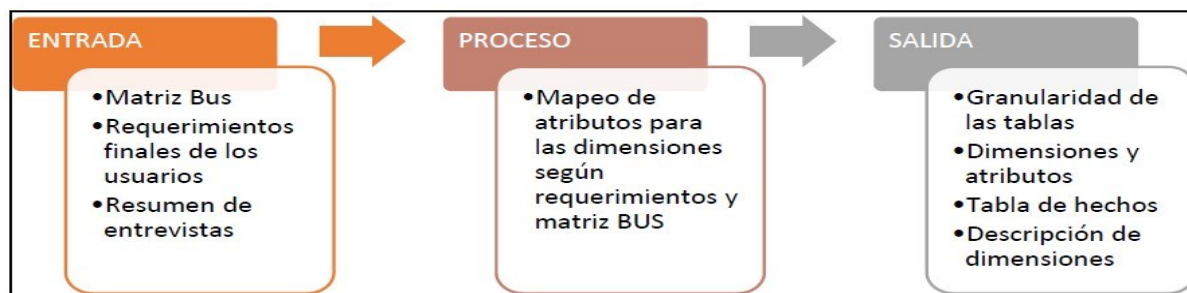 ENTRADA
•Matriz Bus
•Requerimientos
finales de los
usuarios
•Resumen de
entrevistas
PROCESO
•Mapeo de
atributos para
las dimensiones
según
requerimientos y
matriz BUS
SALIDA
•Granularidad de
las tablas
•Dimensiones y
atributos
•Tabla de hechos
•Descripción de
dimensiones